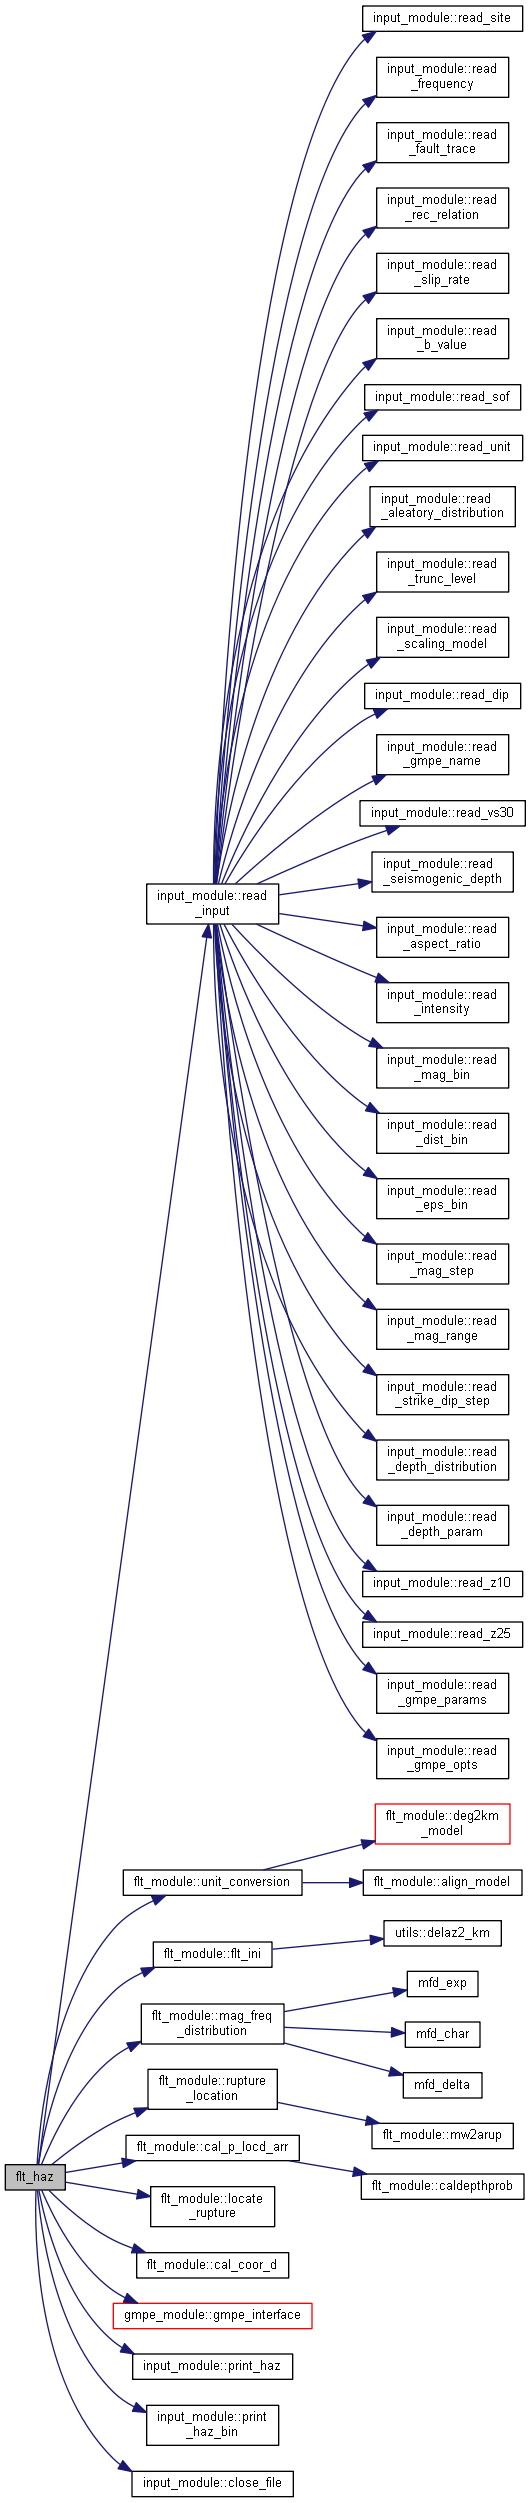 input_module::read_site
input_module::read
_frequency
input_module::read
_fault_trace
input_module::read
_rec_relation
input_module::read
_slip_rate
input_module::read
_b_value
input_module::read_sof
input_module::read_unit
input_module::read
_aleatory_distribution
input_module::read
_trunc_level
input_module::read
_scaling_model
input_module::read_dip
input_module::read
_gmpe_name
input_module::read_vs30
input_module::read
_seismogenic_depth
input_module::read
_input
input_module::read
_aspect_ratio
input_module::read
_intensity
input_module::read
_mag_bin
input_module::read
_dist_bin
input_module::read
_eps_bin
input_module::read
_mag_step
input_module::read
_mag_range
input_module::read
_strike_dip_step
input_module::read
_depth_distribution
input_module::read
_depth_param
input_module::read_z10
input_module::read_z25
input_module::read
_gmpe_params
input_module::read
_gmpe_opts
flt_module::deg2km
_model
flt_module::unit_conversion
flt_module::align_model
utils::delaz2_km
flt_module::flt_ini
mfd_exp
flt_module::mag_freq
_distribution
mfd_char
mfd_delta
flt_module::rupture
_location
flt_module::mw2arup
flt_module::cal_p_locd_arr
flt_haz
flt_module::caldepthprob
flt_module::locate
_rupture
flt_module::cal_coor_d
gmpe_module::gmpe_interface
input_module::print_haz
input_module::print
_haz_bin
input_module::close_file